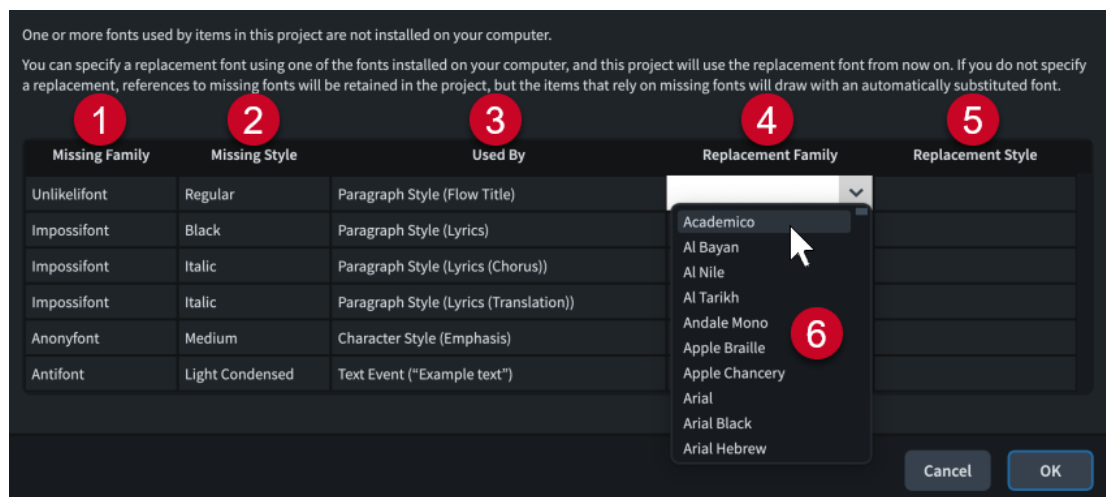 One or more fonts used by items in this project are not installed on your computer.
You can specify a replacement font using one of the fonts installed on your computer, and this project will use the replacement font from now on. If you do not specify
a replacement, references to missing fonts will be retained in the project, but the items that rely on missing fonts will draw with an automatically substituted font.
1 2 3 4 5
Missing Family Missing Style Used By Replacement Family Replacement Style
Unlikelifont Regular Paragraph Style (Flow Title)
Impossifont Black Paragraph Style (Lyrics)
Impossifont Italic Paragraph Style (Lyrics (Chorus))
Impossifont Italic Paragraph Style (Lyrics (Translation))
Anonyfont Medium Character Style (Emphasis)
Antifont Light Condensed Text Event (“Example text”)
Academico
Al Bayan
Al Nile
Al Tarikh
Andale Mono
6
Apple Braille
Apple Chancery
Arial
Arial Black
Arial Hebrew
Cancel OK